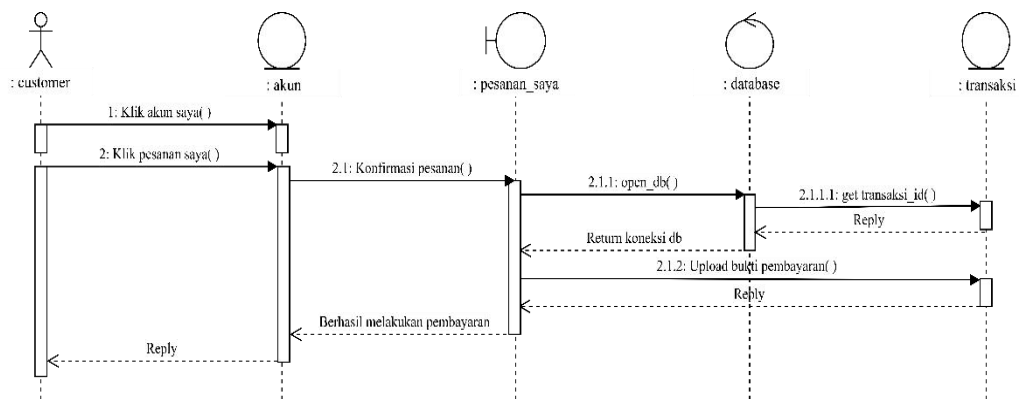 : customer
: akun
: pesanan_saya
: database
: transaksi
1: Klik akun saya( )
2: Klik pesanan saya( )
2.1: Konfirmasi pesanan( )
2.1.1: open_db( )
2.1.1.1: get transaksi_id( )
Reply
Return koneksi db
2.1.2: Upload bukti pembayaran( )
Reply
Berhasil melakukan pembayaran
Reply